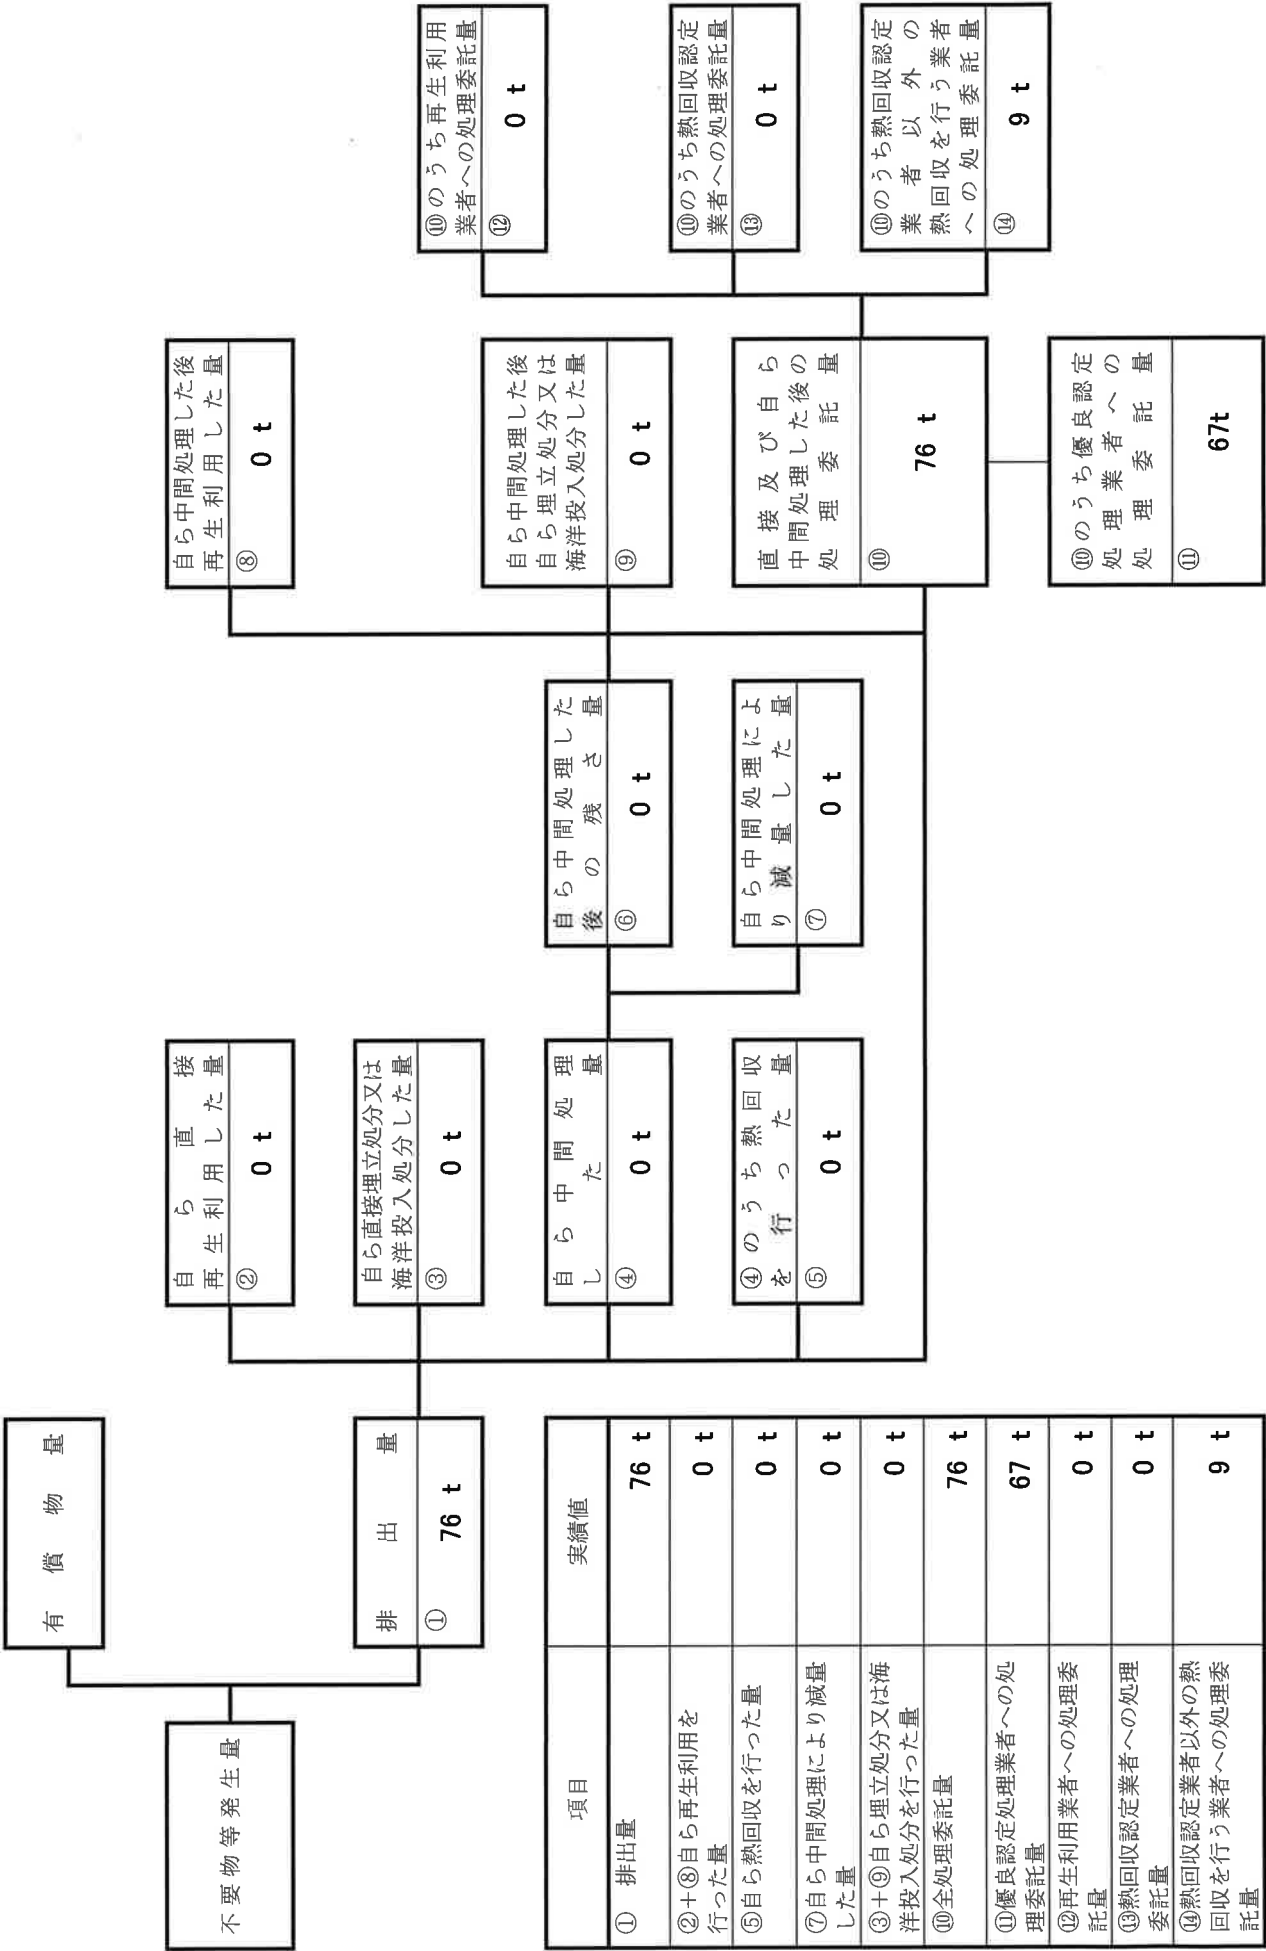 有償物量
不要物等発生量
排出量
① 76 t
自ら直接
再生利用した量
② 0 t
自ら直接埋立処分又は
海洋投入処分した量
③ 0 t
自ら中間処理
した量
④ 0 t
④のうち熱回収
を行った量
⑤ 0 t
自ら中間処理した
後の残さ量
⑥ 0 t
自ら中間処理によ
り減量した量
⑦ 0 t
自ら中間処理した後
再生利用した量
⑧ 0 t
自ら中間処理した後
自ら埋立処分又は
海洋投入処分した量
⑨ 0 t
直接及び自ら
中間処理した後の
処理委託量
⑩ 76 t
⑩のうち優良認定
処理業者への
処理委託量
⑪ 67t
⑩のうち再生利用
業者への処理委託量
⑫ 0 t
⑩のうち熱回収認定
業者への処理委託量
⑬ 0 t
⑩のうち熱回収認定
業者以外の
熱回収を行う業者
への処理委託量
⑭ 9 t
項目 実績値
① 排出量 76 t
②+⑧自ら再生利用を
行った量 0 t
⑤自ら熱回収を行った量 0 t
⑦自ら中間処理により減量
した量 0 t
③+⑨自ら埋立処分又は海
洋投入処分を行った量 0 t
⑩全処理委託量 76 t
⑪優良認定処理業者への処
理委託量 67 t
⑫再生利用業者への処理委
託量 0 t
⑬熱回収認定業者への処理
委託量 0 t
⑭熱回収認定業者以外の熱
回収を行う業者への処理委
託量 9 t